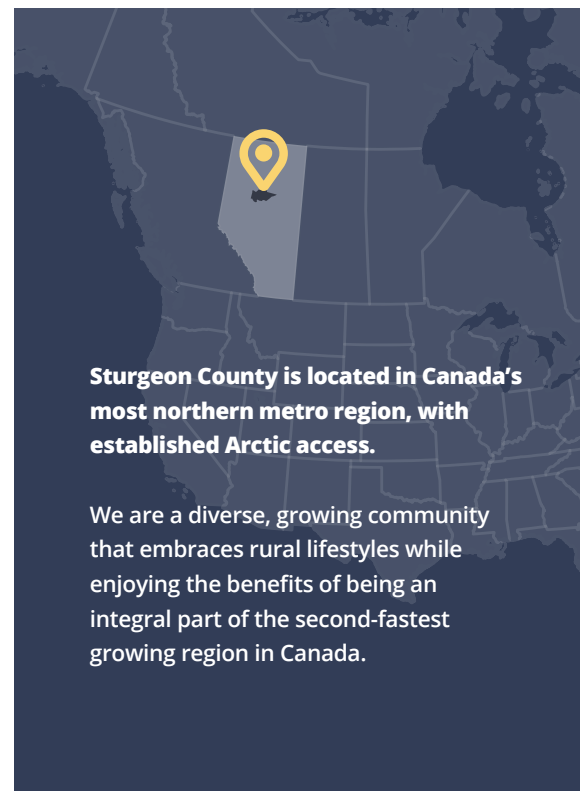 Sturgeon County is located in Canada’s
most northern metro region, with
established Arctic access.
We are a diverse, growing community
that embraces rural lifestyles while
enjoying the benefits of being an
integral part of the second-fastest
growing region in Canada.